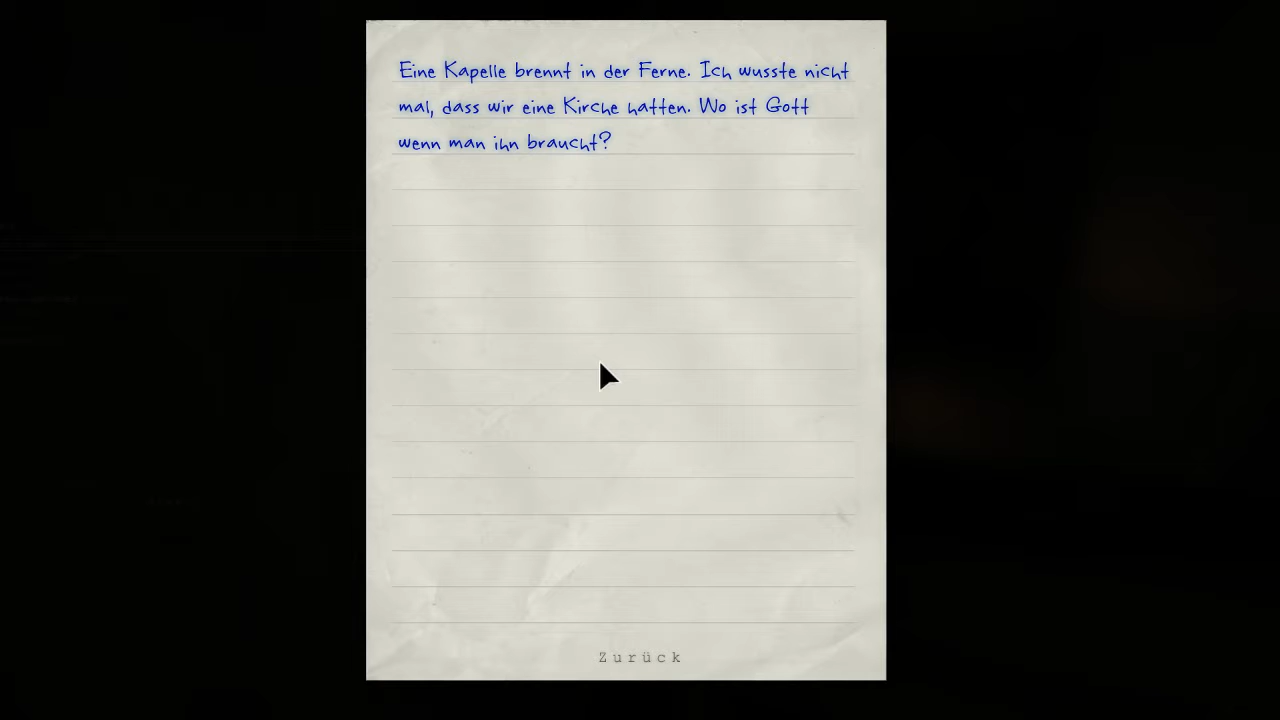 Eine Kapelle brennt in der Ferne. Ich wusste nicht
mal, dass wir eine Kirche hatten. Wo ist Gott
wenn man ihn braucht?
Zurück